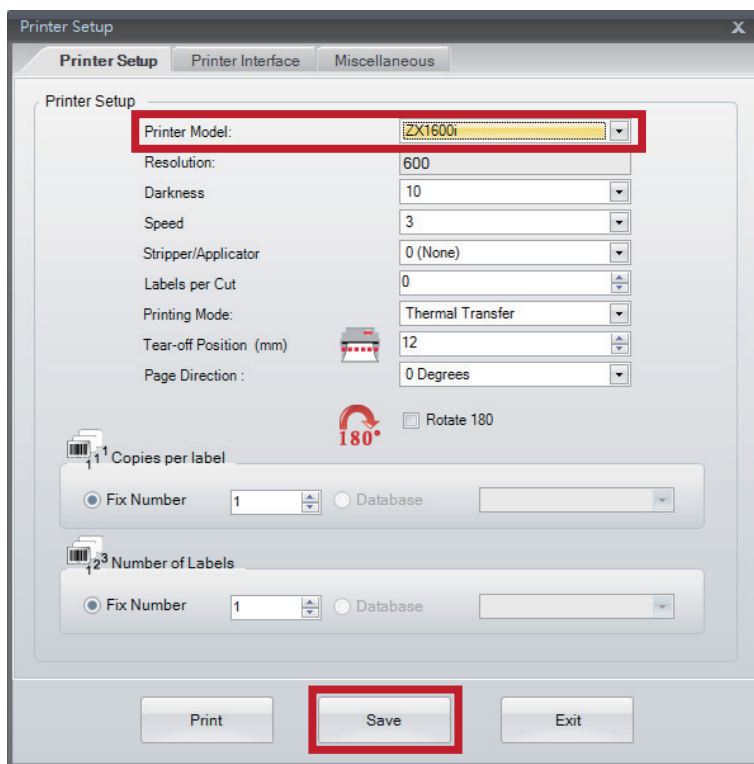 Printer Setup x
Printer Setup Printer Interface Miscellaneous
Printer Setup
Printer Model: ZX1600i
Resolution: 600
Darkness 10
Speed 3
Stripper/Applicator 0 (None)
Labels per Cut 0
Printing Mode: Thermal Transfer
Tear-off Position (mm) 12
Page Direction : 0 Degrees
180° Rotate 180
1 1 1 Copies per label
Fix Number 1 Database
1 2 3 Number of Labels
Fix Number 1 Database
Print Save Exit